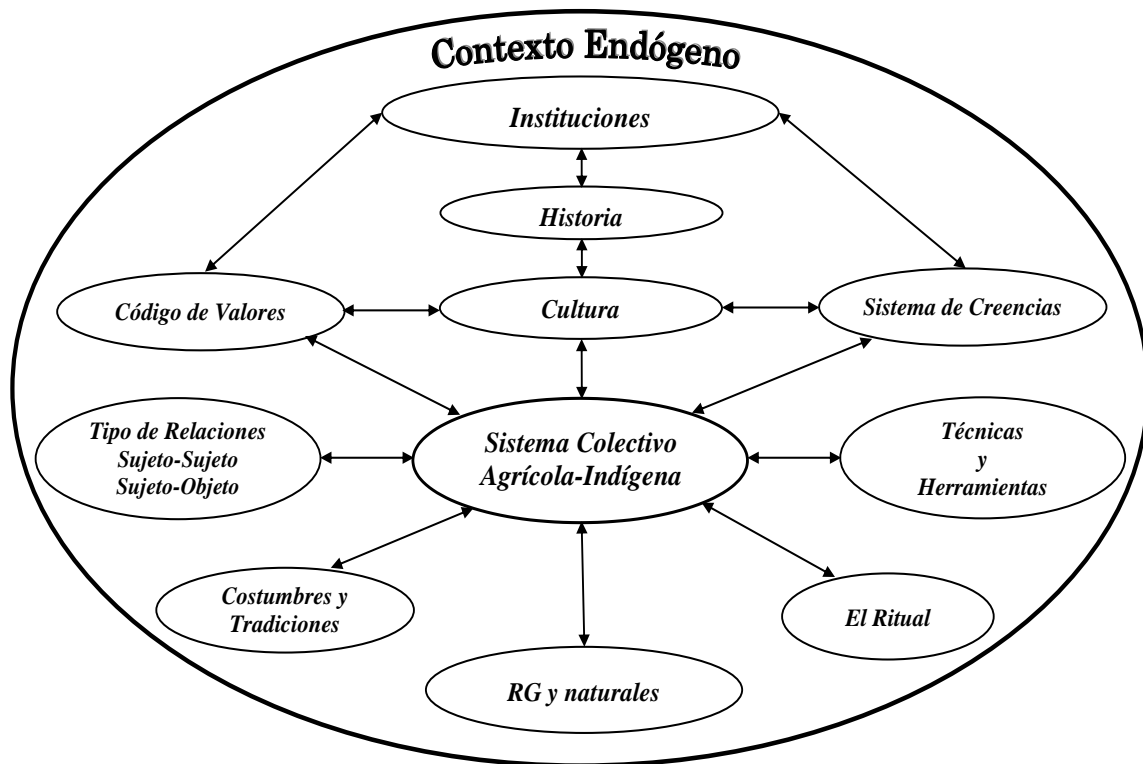 Contexto Endógeno
Instituciones
Historia
Código de Valores
Cultura
Sistema de Creencias
Tipo de Relaciones
Sujeto-Sujeto
Sujeto-Objeto
Sistema Colectivo
Agrícola-Indígena
Técnicas
y
Herramientas
Costumbres y
Tradiciones
El Ritual
RG y naturales